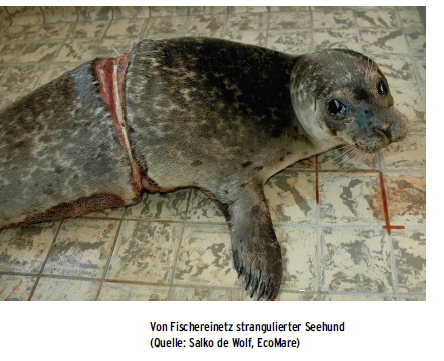 Von Fischereinetz strangulierter Seehund
(Quelle: Salko de Wolf, EcoMare)